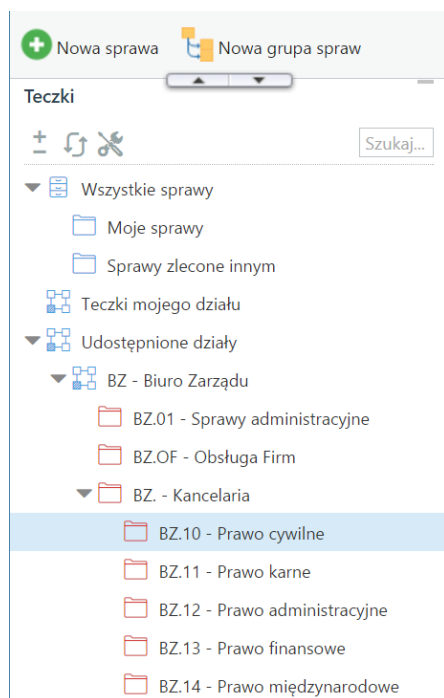 Nowa sprawa Nowa grupa spraw
Teczki
Szukaj...
Wszystkie sprawy
Moje sprawy
Sprawy zlecone innym
Teczki mojego działu
Udostępnione działy
BZ - Biuro Zarządu
BZ.01 - Sprawy administracyjne
BZ.OF - Obsługa Firm
BZ. - Kancelaria
BZ.10 - Prawo cywilne
BZ.11 - Prawo karne
BZ.12 - Prawo administracyjne
BZ.13 - Prawo finansowe
BZ.14 - Prawo międzynarodowe